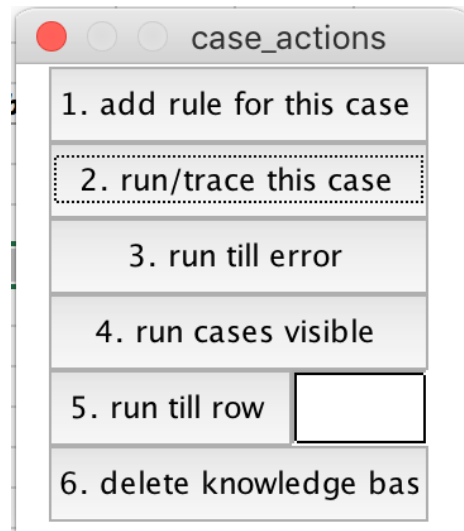 case_actions
1. add rule for this case
2. run/trace this case
3. run till error
4. run cases visible
5. run till row
6. delete knowledge bas